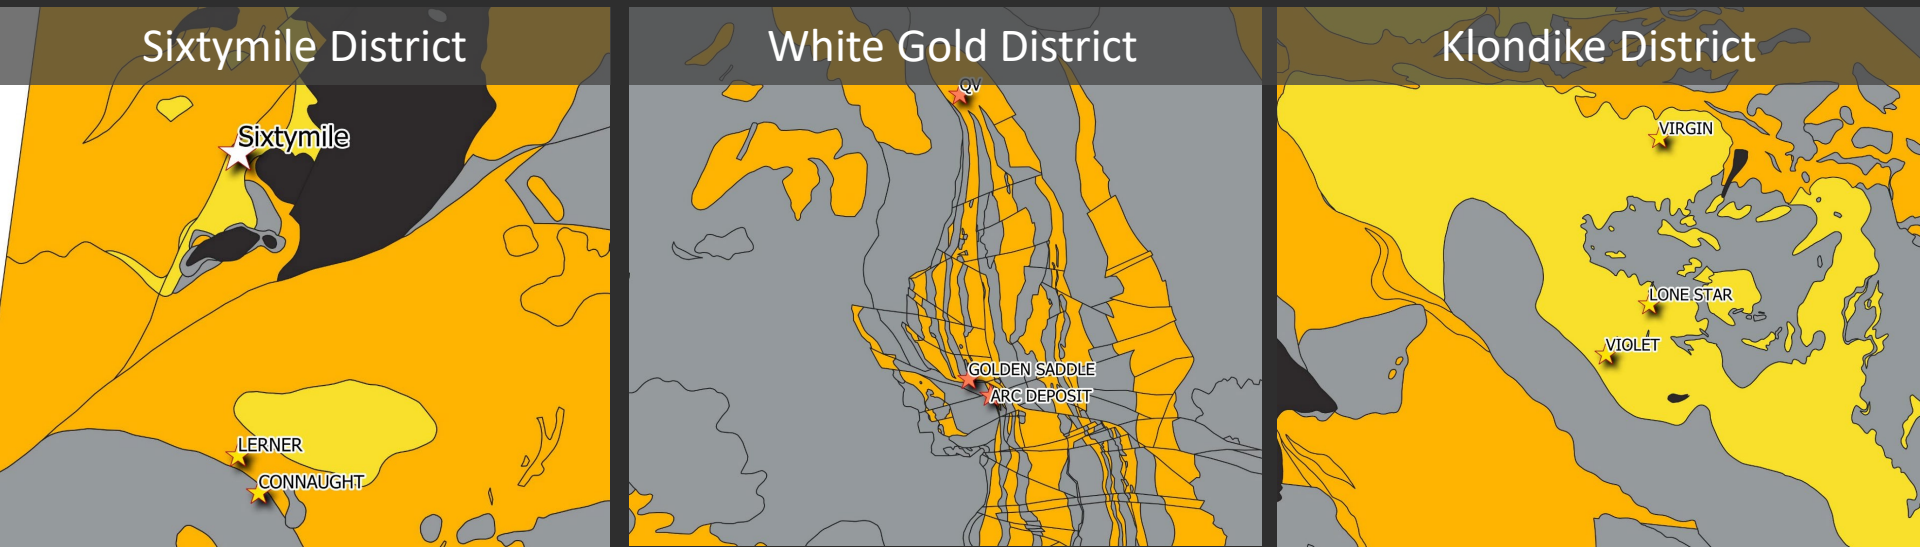 Sixtymile District
Sixtymile
LERNER
CONNAUGHT
White Gold District
QV
GOLDEN SADDLE
ARC DEPOSIT
Klondike District
VIRGIN
LONE STAR
VIOLET